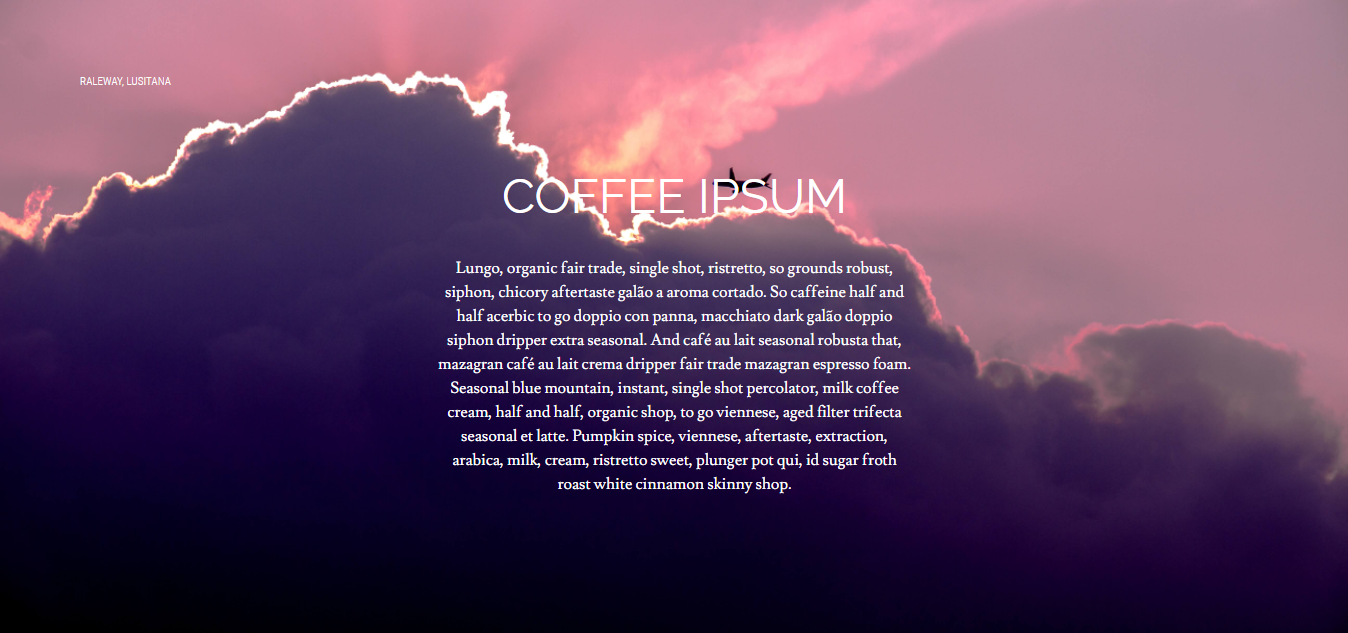 RALEWAY, LUSITANA
COFFEE IPSUM
Lungo, organic fair trade, single shot, ristretto, so grounds robust,
siphon, chicory aftertaste galão a aroma cortado. So caffeine half and
half acerbic to go doppio con panna, macchiato dark galão doppio
siphon dripper extra seasonal. And café au lait seasonal robusta that,
mazagran café au lait crema dripper fair trade mazagran espresso foam.
Seasonal blue mountain, instant, single shot percolator, milk coffee
cream, half and half, organic shop, to go viennese, aged filter trifecta
seasonal et latte. Pumpkin spice, viennese, aftertaste, extraction,
arabica, milk, cream, ristretto sweet, plunger pot qui, id sugar froth
roast white cinnamon skinny shop.